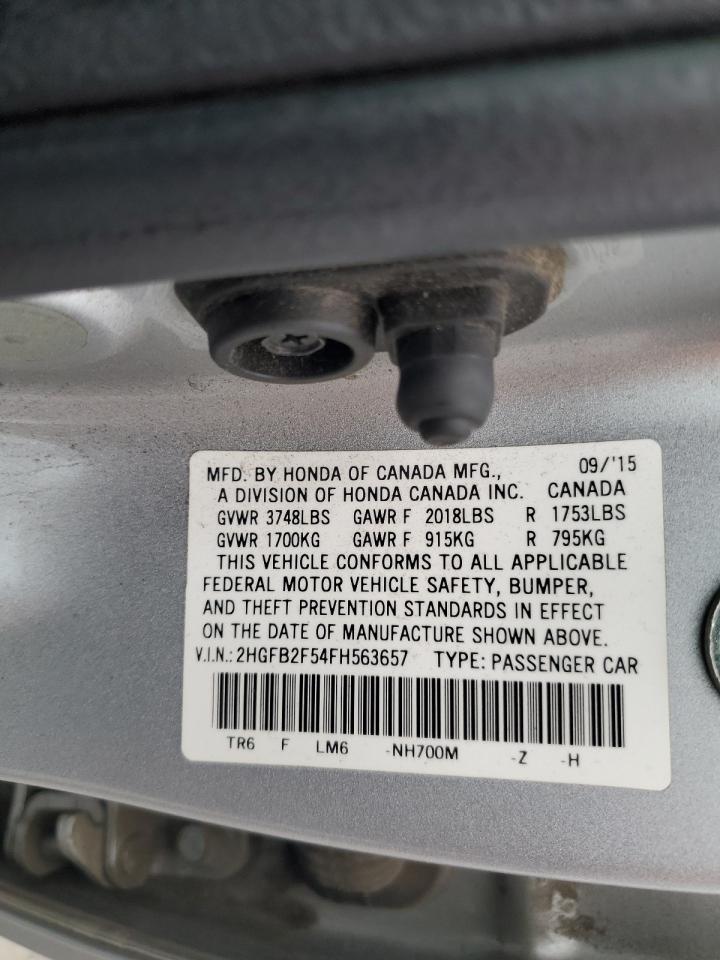 MFD. BY HONDA OF CANADA MFG., 09/'15
A DIVISION OF HONDA CANADA INC. CANADA
GVWR 3748LBS GAWR F 2018LBS R 1753LBS
GVWR 1700KG GAWR F 915KG R 795KG
THIS VEHICLE CONFORMS TO ALL APPLICABLE
FEDERAL MOTOR VEHICLE SAFETY, BUMPER,
AND THEFT PREVENTION STANDARDS IN EFFECT
ON THE DATE OF MANUFACTURE SHOWN ABOVE.
V.I.N.: 2HGFB2F54FH563657 TYPE: PASSENGER CAR
TR6 F LM6 -NH700M -Z -H